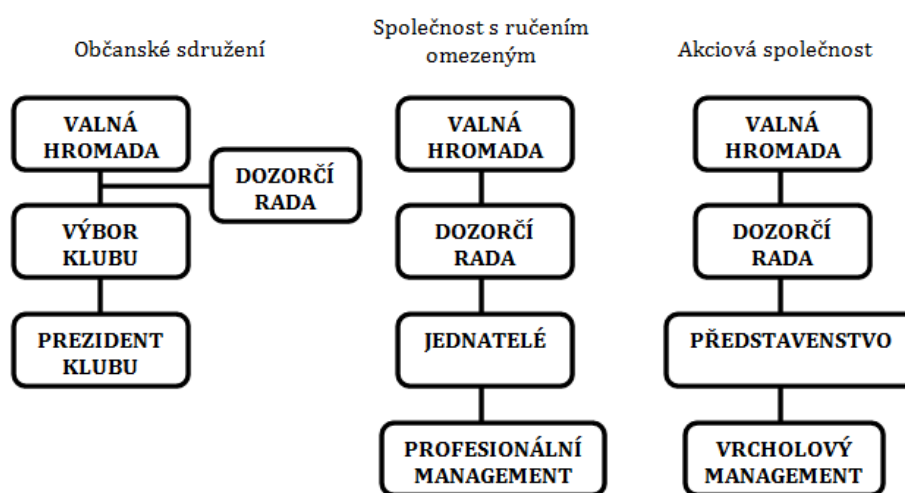 Občanské sdružení
VALNÁ
HROMADA
DOZORČÍ
RADA
VÝBOR
KLUBU
PREZIDENT
KLUBU
Společnost s ručením
omezeným
VALNÁ
HROMADA
DOZORČÍ
RADA
JEDNATELÉ
PROFESIONÁLNÍ
MANAGEMENT
Akciová společnost
VALNÁ
HROMADA
DOZORČÍ
RADA
PŘEDSTAVENSTVO
VRCHOLOVÝ
MANAGEMENT